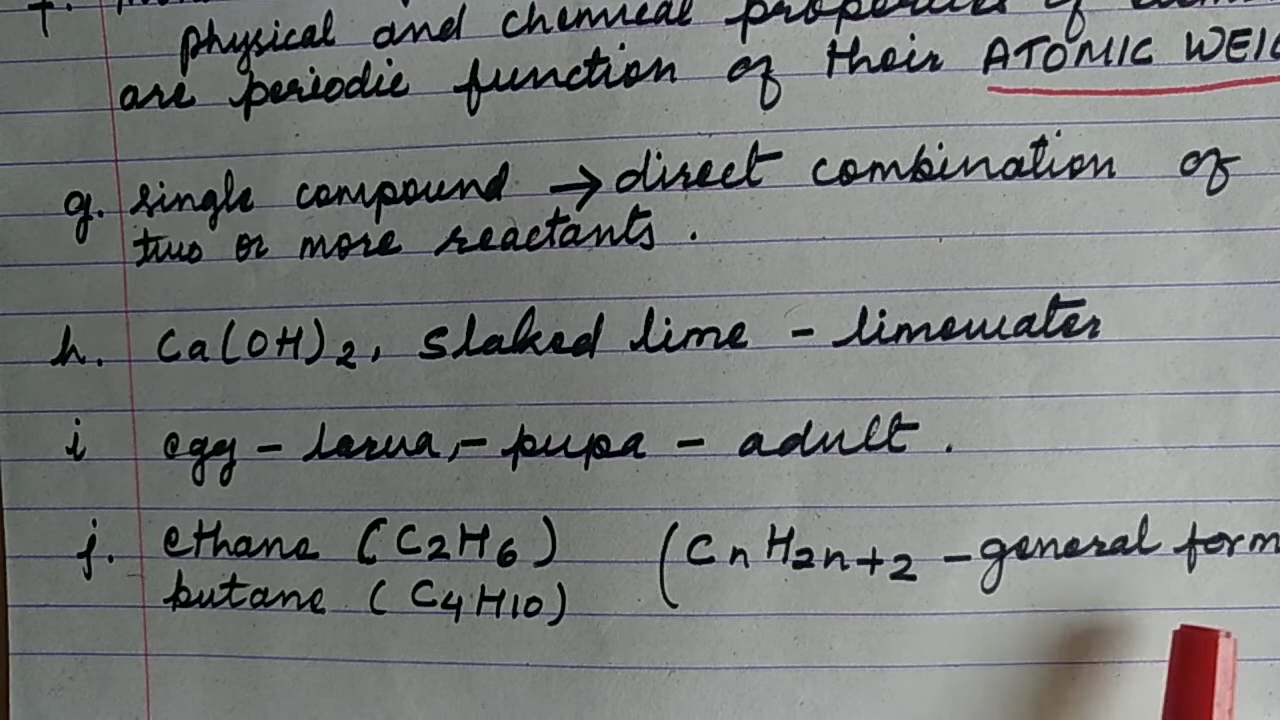 f.
physical and chemical properties of
are periodic function of their ATOMIC
g. single compound → direct combination of
two or more reactants.
h. Ca(OH)2, slaked lime - limewater
i egg - larva, - pupa - adult.
j. ethane (C2H6) (CnH2n+2 - general form
butane (C4H10)